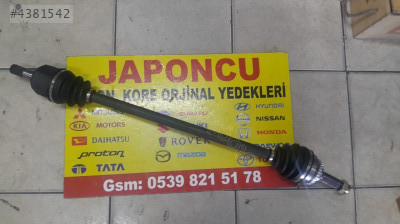 #4381542
JAPONCU
KORE ORJİNAL YEDEKLERİ
HYUNDAI
KIA MOTORS
NISSAN
DAIHATSU
ROVER
HONDA
proton
mazda
TATA
Gsm: 0539 821 51 78